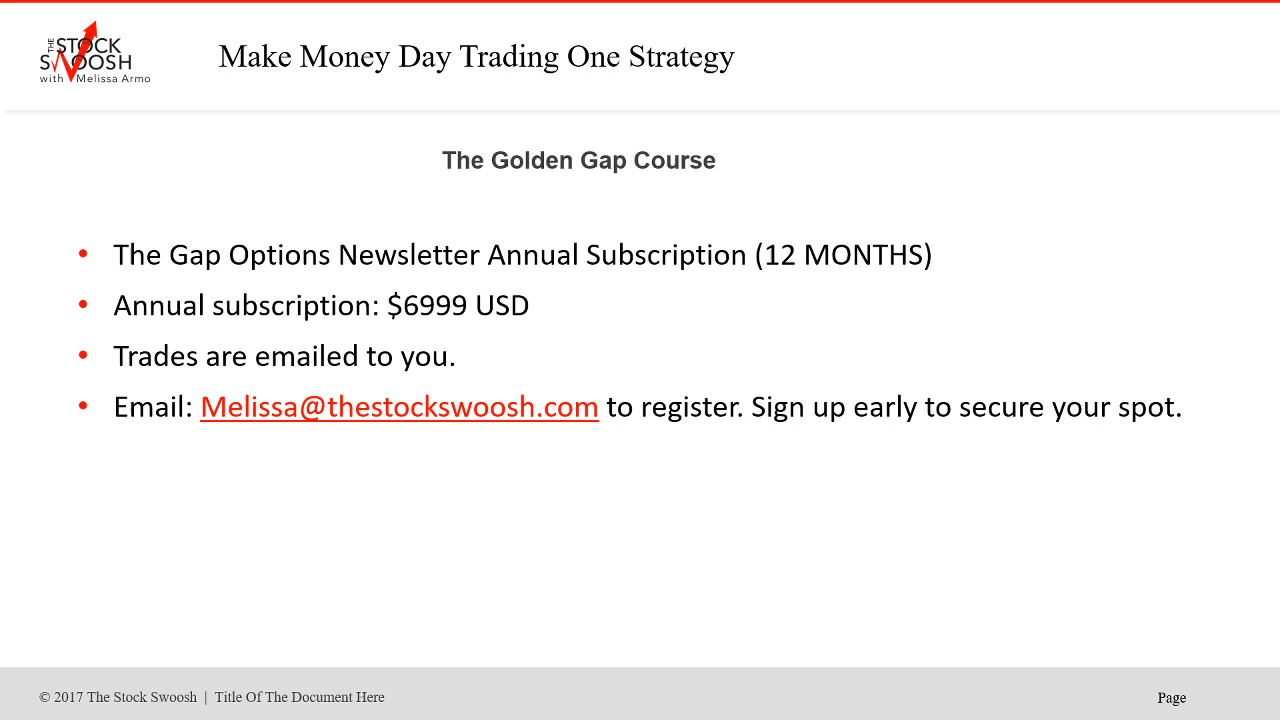 THE STOCK
SWOOSH
with Melissa Armo
Make Money Day Trading One Strategy
The Golden Gap Course
• The Gap Options Newsletter Annual Subscription (12 MONTHS)
• Annual subscription: $6999 USD
• Trades are emailed to you.
• Email: Melissa@thestockswoosh.com to register. Sign up early to secure your spot.
© 2017 The Stock Swoosh | Title Of The Document Here
Page